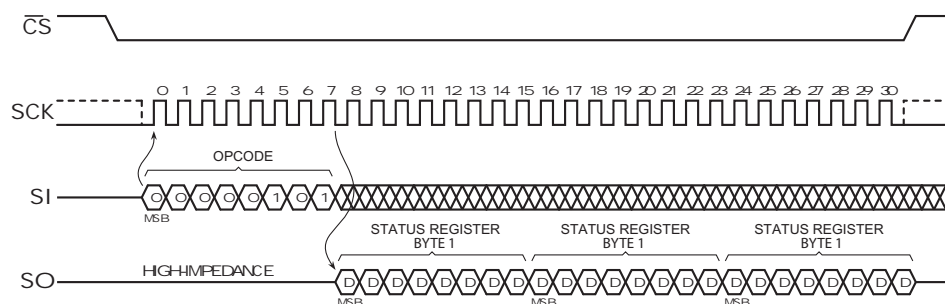 CS
0 1 2 3 4 5 6 7 8 9 10 11 12 13 14 15 16 17 18 19 20 21 22 23 24 25 26 27 28 29 30
SCK
OPCODE
SI 0 0 0 0 0 1 0 1
MSB
STATUS REGISTER
BYTE 1
STATUS REGISTER
BYTE 1
STATUS REGISTER
BYTE 1
SO HIGH-IMPEDANCE D D D D D D D D D D D D D D D D D D D D D D D D
MSB MSB MSB